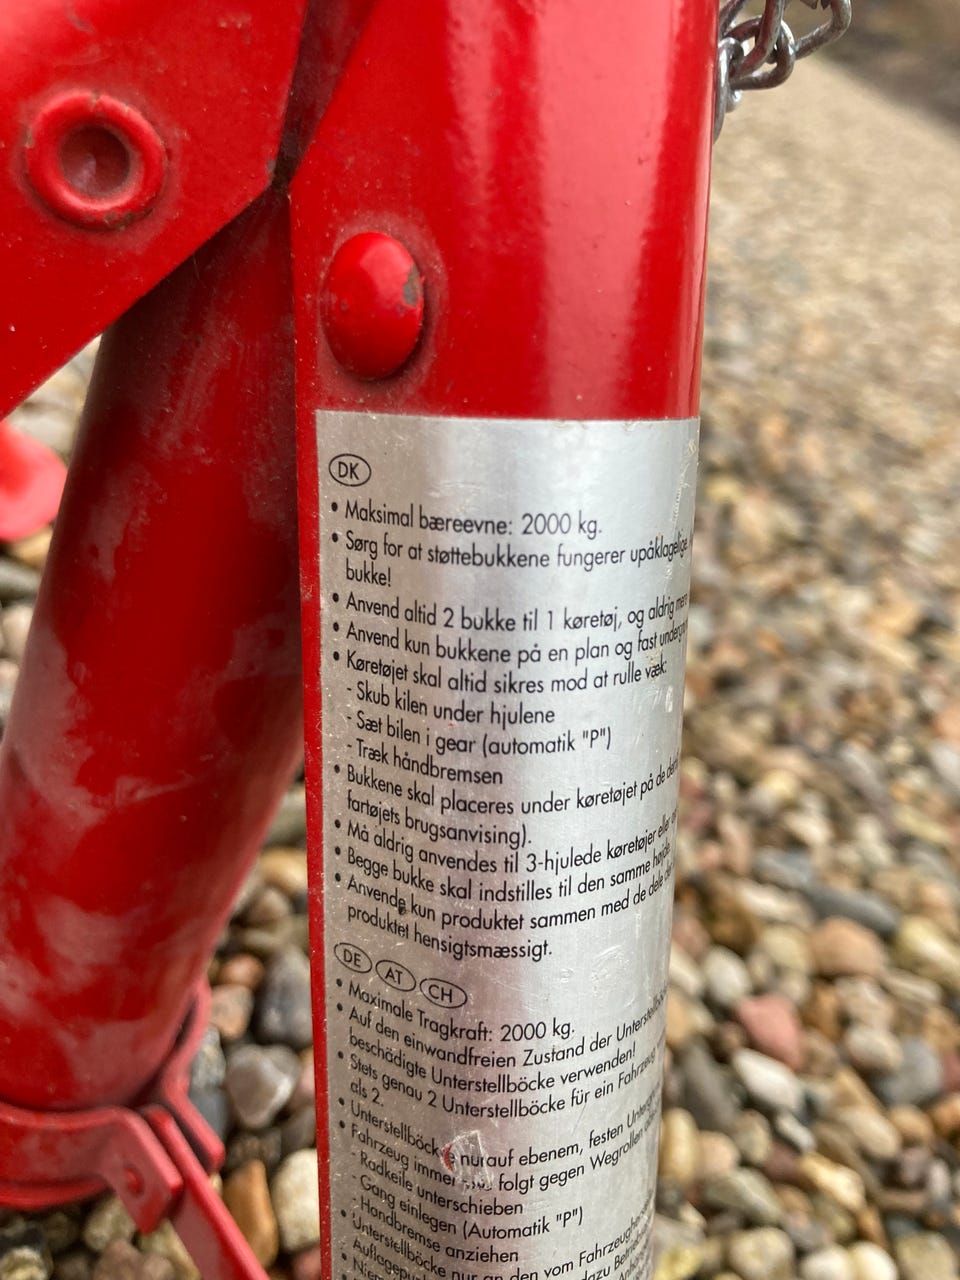 DK
• Maksimal bæreevne: 2000 kg.
• Sørg for at støttebukkene fungerer upåklagelige.
bukke!
• Anvend altid 2 bukke til 1 køretøj, og aldrig mere
• Anvend kun bukkene på en plan og fast
• Køretøjet skal altid sikres mod at rulle væk:
- Skub kilen under hjulene
- Sæt bilen i gear (automatik "P")
- Træk håndbremsen
• Bukkene skal placeres under køretøjet på de
fartøjets brugsanvising).
• Må aldrig anvendes til 3-hjulede køretøjer eller
• Begge bukke skal indstilles til den samme højde.
• Anvende kun produktet sammen med de dele
produktet hensigtsmæssigt.
DE AT CH
• Maximale Tragkraft: 2000 kg.
• Auf den einwandfreien Zustand der
beschädigte Unterstellböcke verwenden!
• Stets genau 2 Unterstellböcke für ein Fahrzeug
als 2.
• Unterstellböcke nur auf ebenem, festen
• Fahrzeug immer folgt gegen Wegrollen
- Radkeile unterschieben
- Gang einlegen (Automatik "P")
- Handbremse anziehen
• Unterstellböcke nur an den vom
dazu